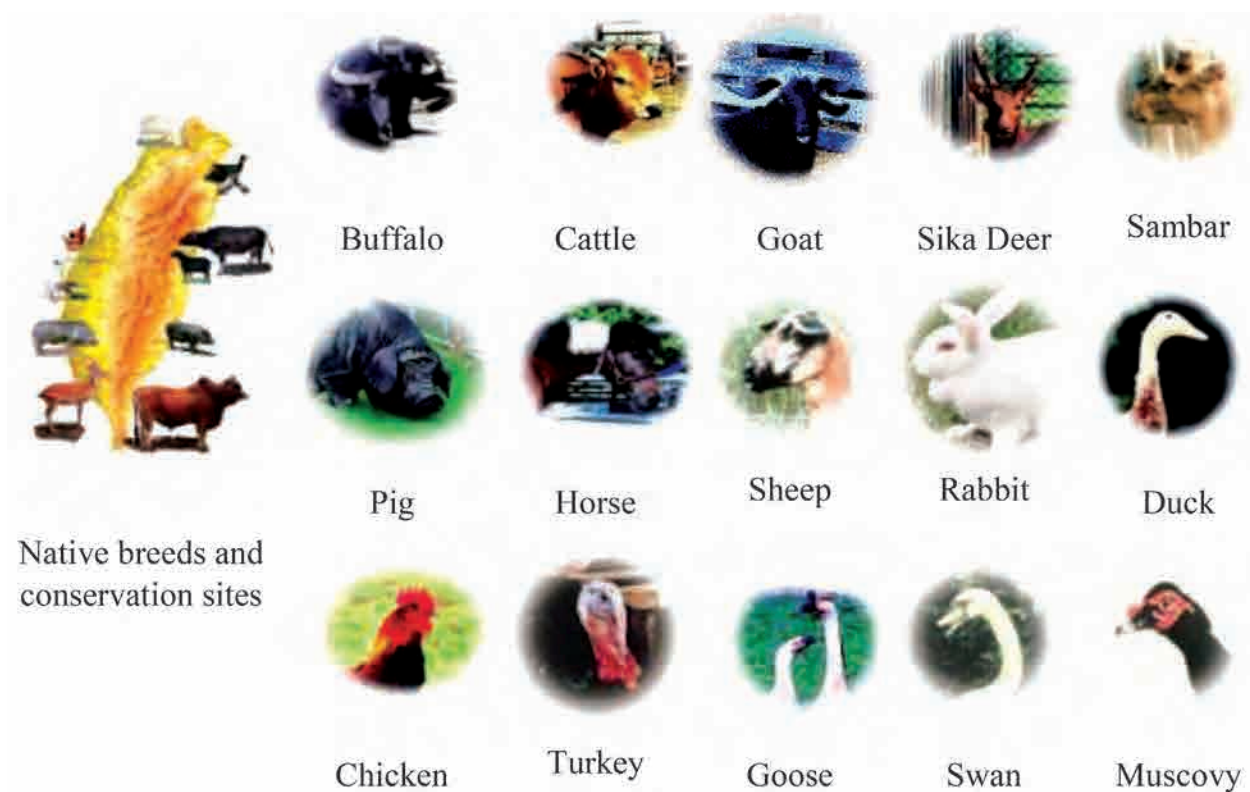 Buffalo
Cattle
Goat
Sika Deer
Sambar
Pig
Horse
Sheep
Rabbit
Duck
Native breeds and
conservation sites
Chicken
Turkey
Goose
Swan
Muscovy